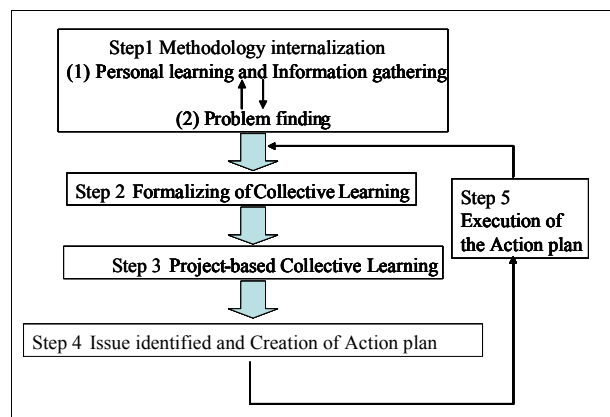 Step1 Methodology internalization
(1) Personal learning and Information gathering
(2) Problem finding
Step 2 Formalizing of Collective Learning
Step 3 Project-based Collective Learning
Step 4 Issue identified and Creation of Action plan
Step 5
Execution of
the Action plan